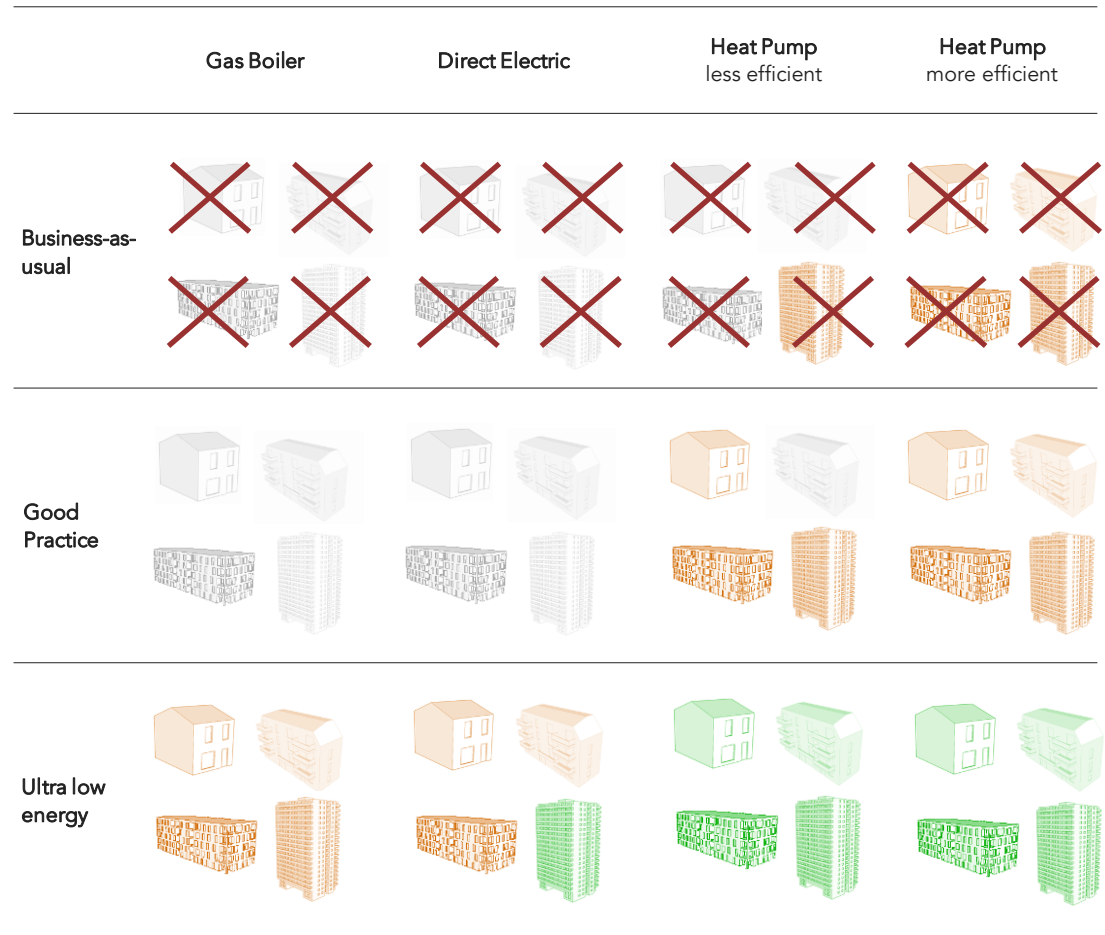 Gas Boiler
Direct Electric
Heat Pump
less efficient
Heat Pump
more efficient
Business-as-
usual
Good
Practice
Ultra low
energy